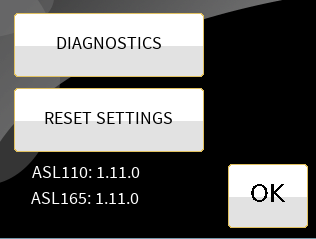 DIAGNOSTICS
RESET SETTINGS
ASL110: 1.11.0
ASL165: 1.11.0
OK